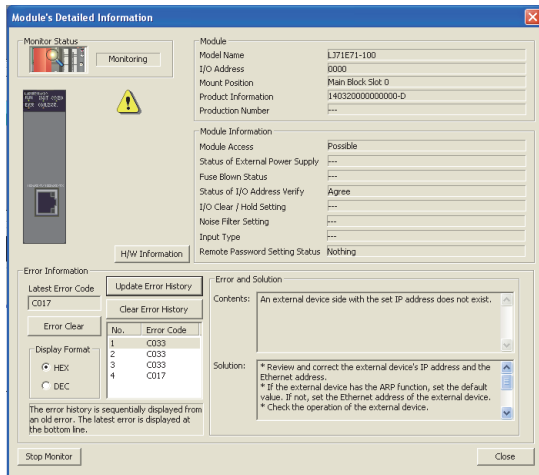 Module's Detailed Information
Monitor Status
Monitoring
Module
Model Name LJ71E71-100
I/O Address 0000
Mount Position Main Block Slot 0
Product Information 140320000000000-D
Production Number ---
Module Information
Module Access Possible
Status of External Power Supply ---
Fuse Blown Status ---
Status of I/O Address Verify Agree
I/O Clear / Hold Setting ---
Noise Filter Setting ---
Input Type ---
Remote Password Setting Status Nothing
H/W Information
Error Information
Latest Error Code
C017
Error Clear
Display Format
HEX
DEC
Update Error History
Clear Error History
No. Error Code
1 C033
2 C033
3 C033
4 C017
The error history is sequentially displayed from
an old error. The latest error is displayed at
the bottom line.
Error and Solution
Contents: An external device side with the set IP address does not exist.
Solution: * Review and correct the external device's IP address and the
Ethernet address.
* If the external device has the ARP function, set the default
value. If not, set the Ethernet address of the external device.
* Check the operation of the external device.
Stop Monitor
Close